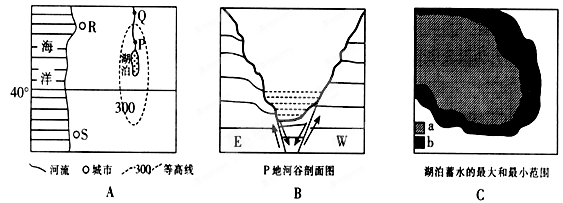 Q
R
P
海洋
湖泊
40°
300
S
河流 城市 300 等高线
A
E W
P地河谷剖面图
B
a
b
湖泊蓄水的最大和最小范围
C